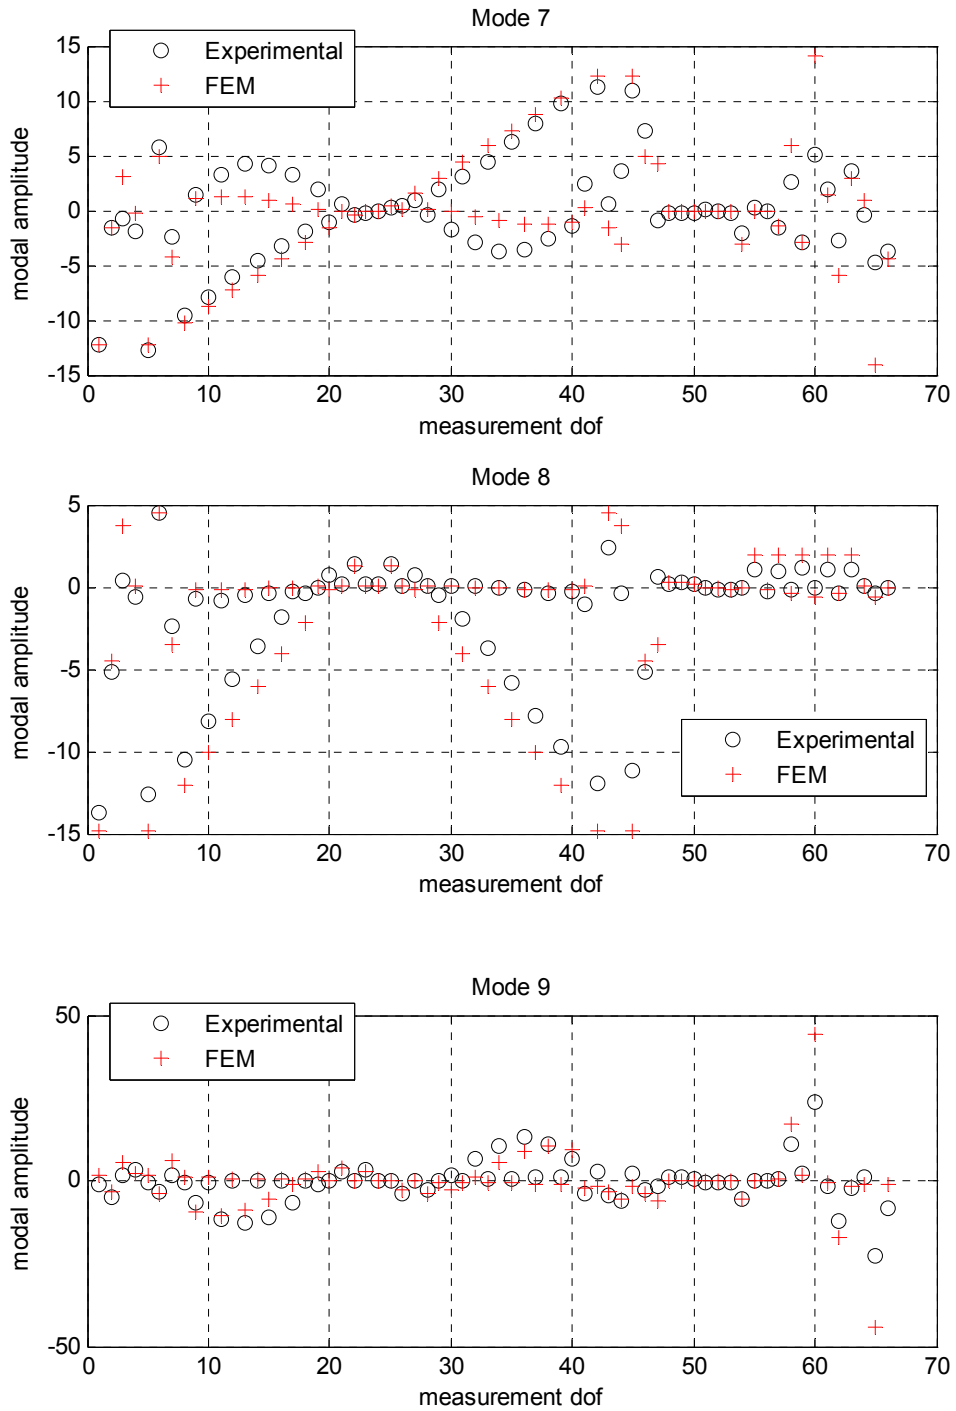 Mode 7
15
10
5
0
-5
-10
-15
modal amplitude
Experimental
FEM
0 10 20 30 40 50 60 70
measurement dof
Mode 8
5
0
-5
-10
-15
modal amplitude
Experimental
FEM
0 10 20 30 40 50 60 70
measurement dof
Mode 9
50
0
-50
modal amplitude
Experimental
FEM
0 10 20 30 40 50 60 70
measurement dof